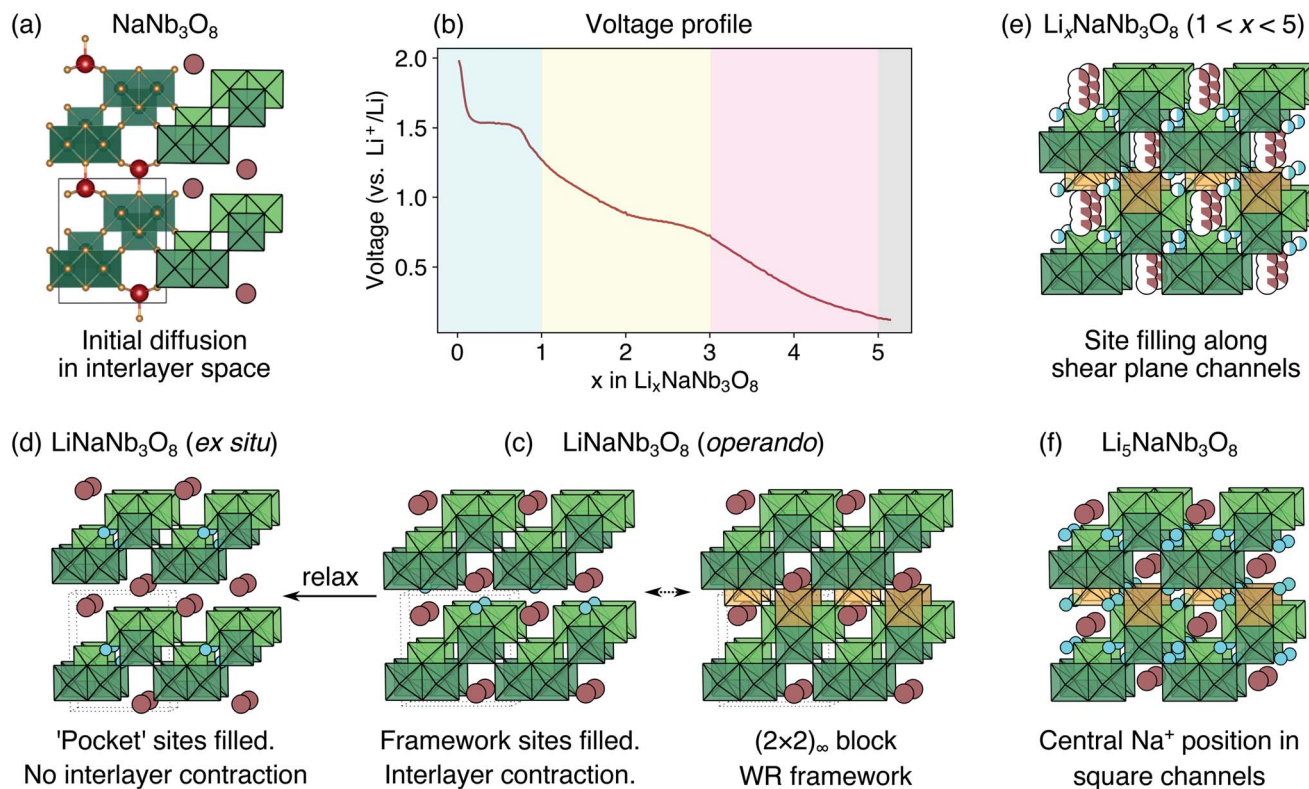 (a) NaNb₃O₈
Initial diffusion
in interlayer space
(b) Voltage profile
Voltage (vs. Li⁺/Li)
2.0
1.5
1.0
0.5
0 1 2 3 4 5
x in LiₓNaNb₃O₈
(e) LiₓNaNb₃O₈ (1 < x < 5)
Site filling along
shear plane channels
(d) LiNaNb₃O₈ (ex situ)
'Pocket' sites filled.
No interlayer contraction
relax
(c) LiNaNb₃O₈ (operando)
Framework sites filled.
Interlayer contraction.
(2×2)∞ block
WR framework
(f) Li₅NaNb₃O₈
Central Na⁺ position in
square channels